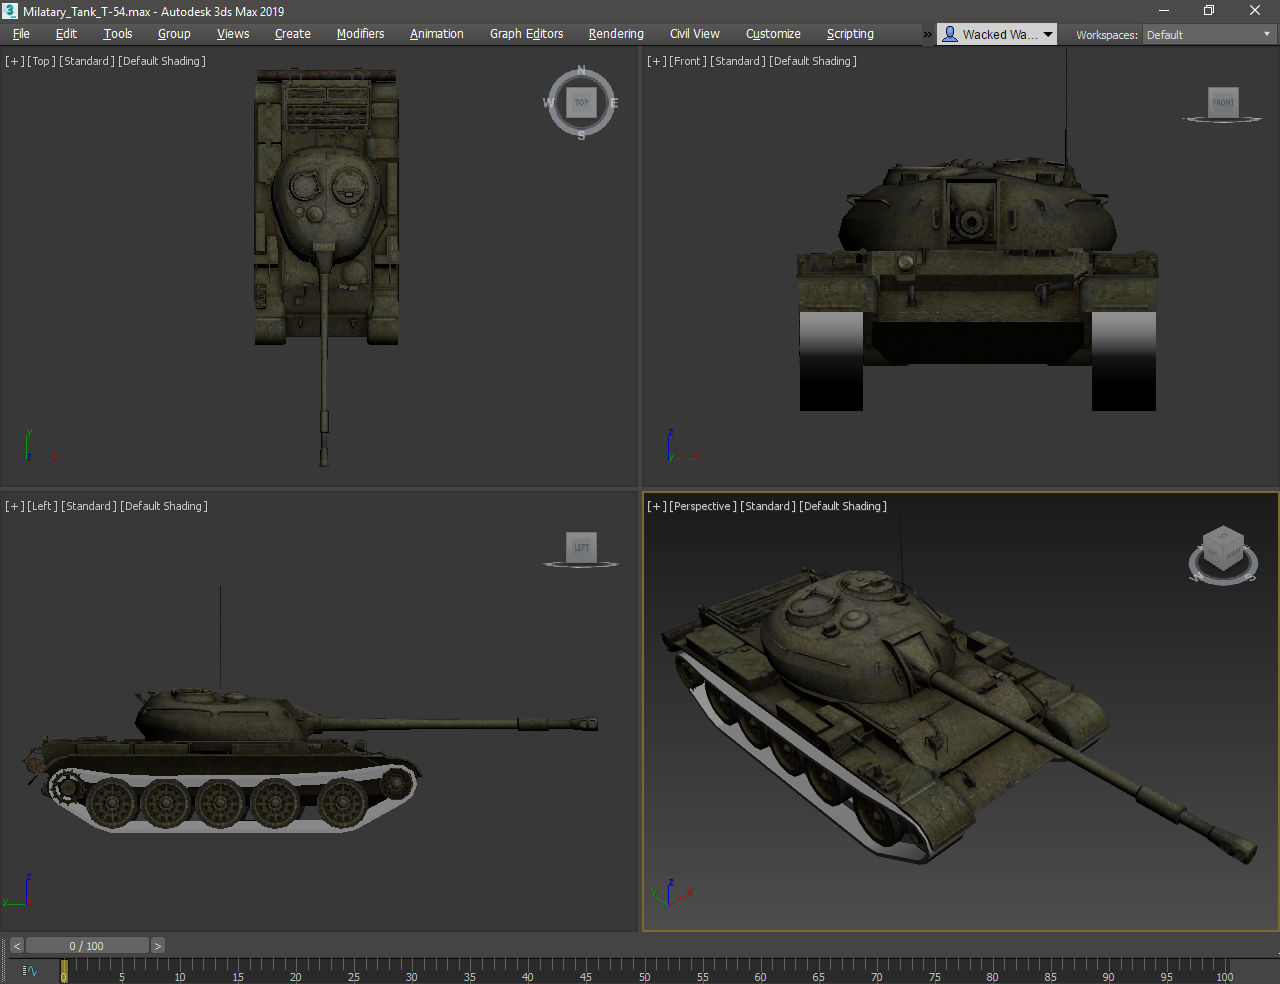 Milatary_Tank_T-54.max - Autodesk 3ds Max 2019
File Edit Tools Group Views Create Modifiers Animation Graph Editors Rendering Civil View Customize Scripting » Wacked Wa... Workspaces: Default
[+] [Top] [Standard] [Default Shading]
N
W TOP E
S
y
z x
[+] [Front] [Standard] [Default Shading]
FRONT
z
y x
[+] [Left] [Standard] [Default Shading]
LEFT
z
y
[+] [Perspective] [Standard] [Default Shading]
W S
z
y x
< 0 / 100 >
0 5 10 15 20 25 30 35 40 45 50 55 60 65 70 75 80 85 90 95 100